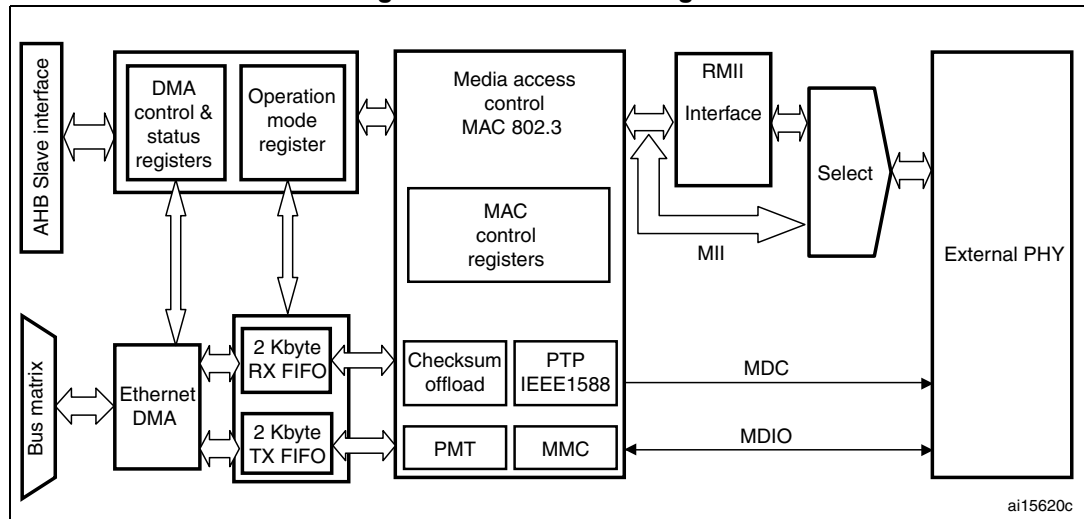 AHB Slave interface
DMA
control &
status
registers
Operation
mode
register
Media access
control
MAC 802.3
RMII
Interface
Select
External PHY
MAC
control
registers
MII
Bus matrix
Ethernet
DMA
2 Kbyte
RX FIFO
2 Kbyte
TX FIFO
Checksum
offload
PTP
IEEE1588
PMT
MMC
MDC
MDIO
ai15620c